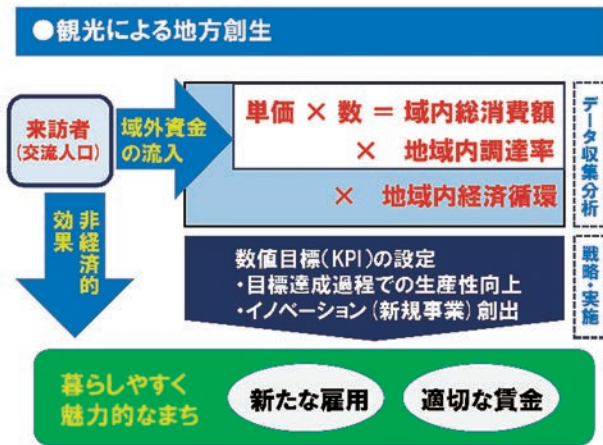 ●観光による地方創生
来訪者
(交流人口)
域外資金
の流入
単価 × 数 = 域内総消費額
× 地域内調達率
× 地域内経済循環
データ収集分析
非経済的
効果
数値目標(KPI)の設定
・目標達成過程での生産性向上
・イノベーション(新規事業)創出
戦略・実施
暮らしやすく
魅力的なまち
新たな雇用
適切な賃金